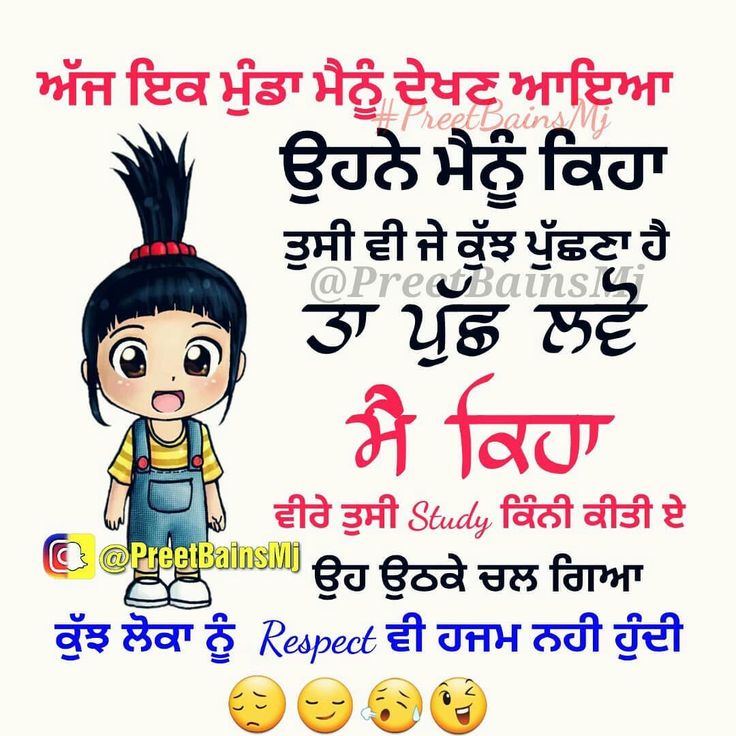 ਅੱਜ ਇਕ ਮੁੰਡਾ ਮੈਨੂੰ ਦੇਖਣ ਆਇਆ
#PreetBainsMj
ਉਹਨੇ ਮੈਨੂੰ ਕਿਹਾ
ਤੁਸੀ ਵੀ ਜੇ ਕੁੱਝ ਪੁੱਛਣਾ ਹੈ
@PreetBainsMj
ਤਾ ਪੁੱਛ ਲਵੋ
ਮੈ ਕਿਹਾ
ਵੀਰੇ ਤੁਸੀ Study ਕਿੰਨੀ ਕੀਤੀ ਏ
@PreetBainsMj
ਉਹ ਉਠਕੇ ਚਲ ਗਿਆ
ਕੁੱਝ ਲੋਕਾ ਨੂੰ Respect ਵੀ ਹਜਮ ਨਹੀ ਹੁੰਦੀ